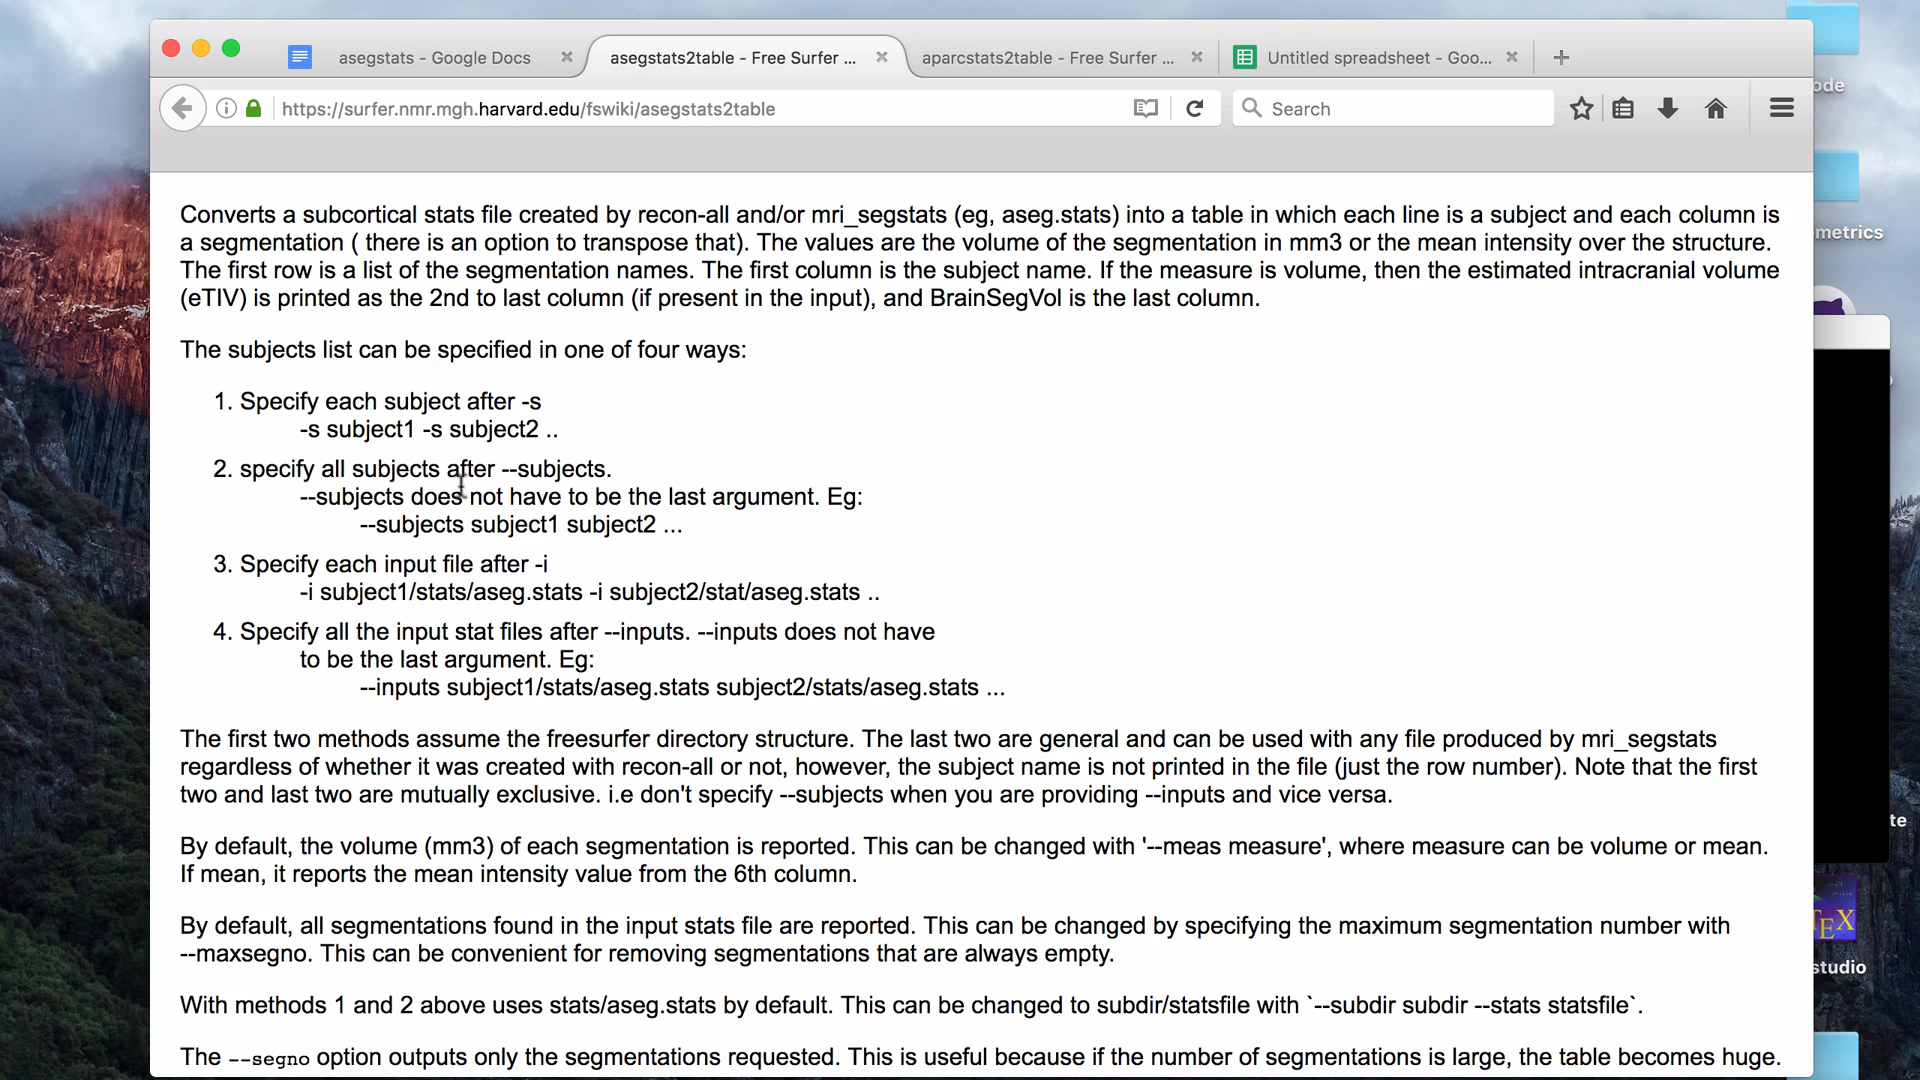 asegstats - Google Docs
asegstats2table - Free Surfer ...
aparcstats2table - Free Surfer ...
Untitled spreadsheet - Goo...
https://surfer.nmr.mgh.harvard.edu/fswiki/asegstats2table
Search
Converts a subcortical stats file created by recon-all and/or mri_segstats (eg, aseg.stats) into a table in which each line is a subject and each column is
a segmentation ( there is an option to transpose that). The values are the volume of the segmentation in mm3 or the mean intensity over the structure.
The first row is a list of the segmentation names. The first column is the subject name. If the measure is volume, then the estimated intracranial volume
(eTIV) is printed as the 2nd to last column (if present in the input), and BrainSegVol is the last column.
The subjects list can be specified in one of four ways:
1. Specify each subject after -s
-s subject1 -s subject2 ..
2. specify all subjects after --subjects.
--subjects does not have to be the last argument. Eg:
--subjects subject1 subject2 ...
3. Specify each input file after -i
-i subject1/stats/aseg.stats -i subject2/stat/aseg.stats ..
4. Specify all the input stat files after --inputs. --inputs does not have
to be the last argument. Eg:
--inputs subject1/stats/aseg.stats subject2/stats/aseg.stats ...
The first two methods assume the freesurfer directory structure. The last two are general and can be used with any file produced by mri_segstats
regardless of whether it was created with recon-all or not, however, the subject name is not printed in the file (just the row number). Note that the first
two and last two are mutually exclusive. i.e don't specify --subjects when you are providing --inputs and vice versa.
By default, the volume (mm3) of each segmentation is reported. This can be changed with '--meas measure', where measure can be volume or mean.
If mean, it reports the mean intensity value from the 6th column.
By default, all segmentations found in the input stats file are reported. This can be changed by specifying the maximum segmentation number with
--maxsegno. This can be convenient for removing segmentations that are always empty.
With methods 1 and 2 above uses stats/aseg.stats by default. This can be changed to subdir/statsfile with `--subdir subdir --stats statsfile`.
The --segno option outputs only the segmentations requested. This is useful because if the number of segmentations is large, the table becomes huge.
ode
metrics
te
EX
studio